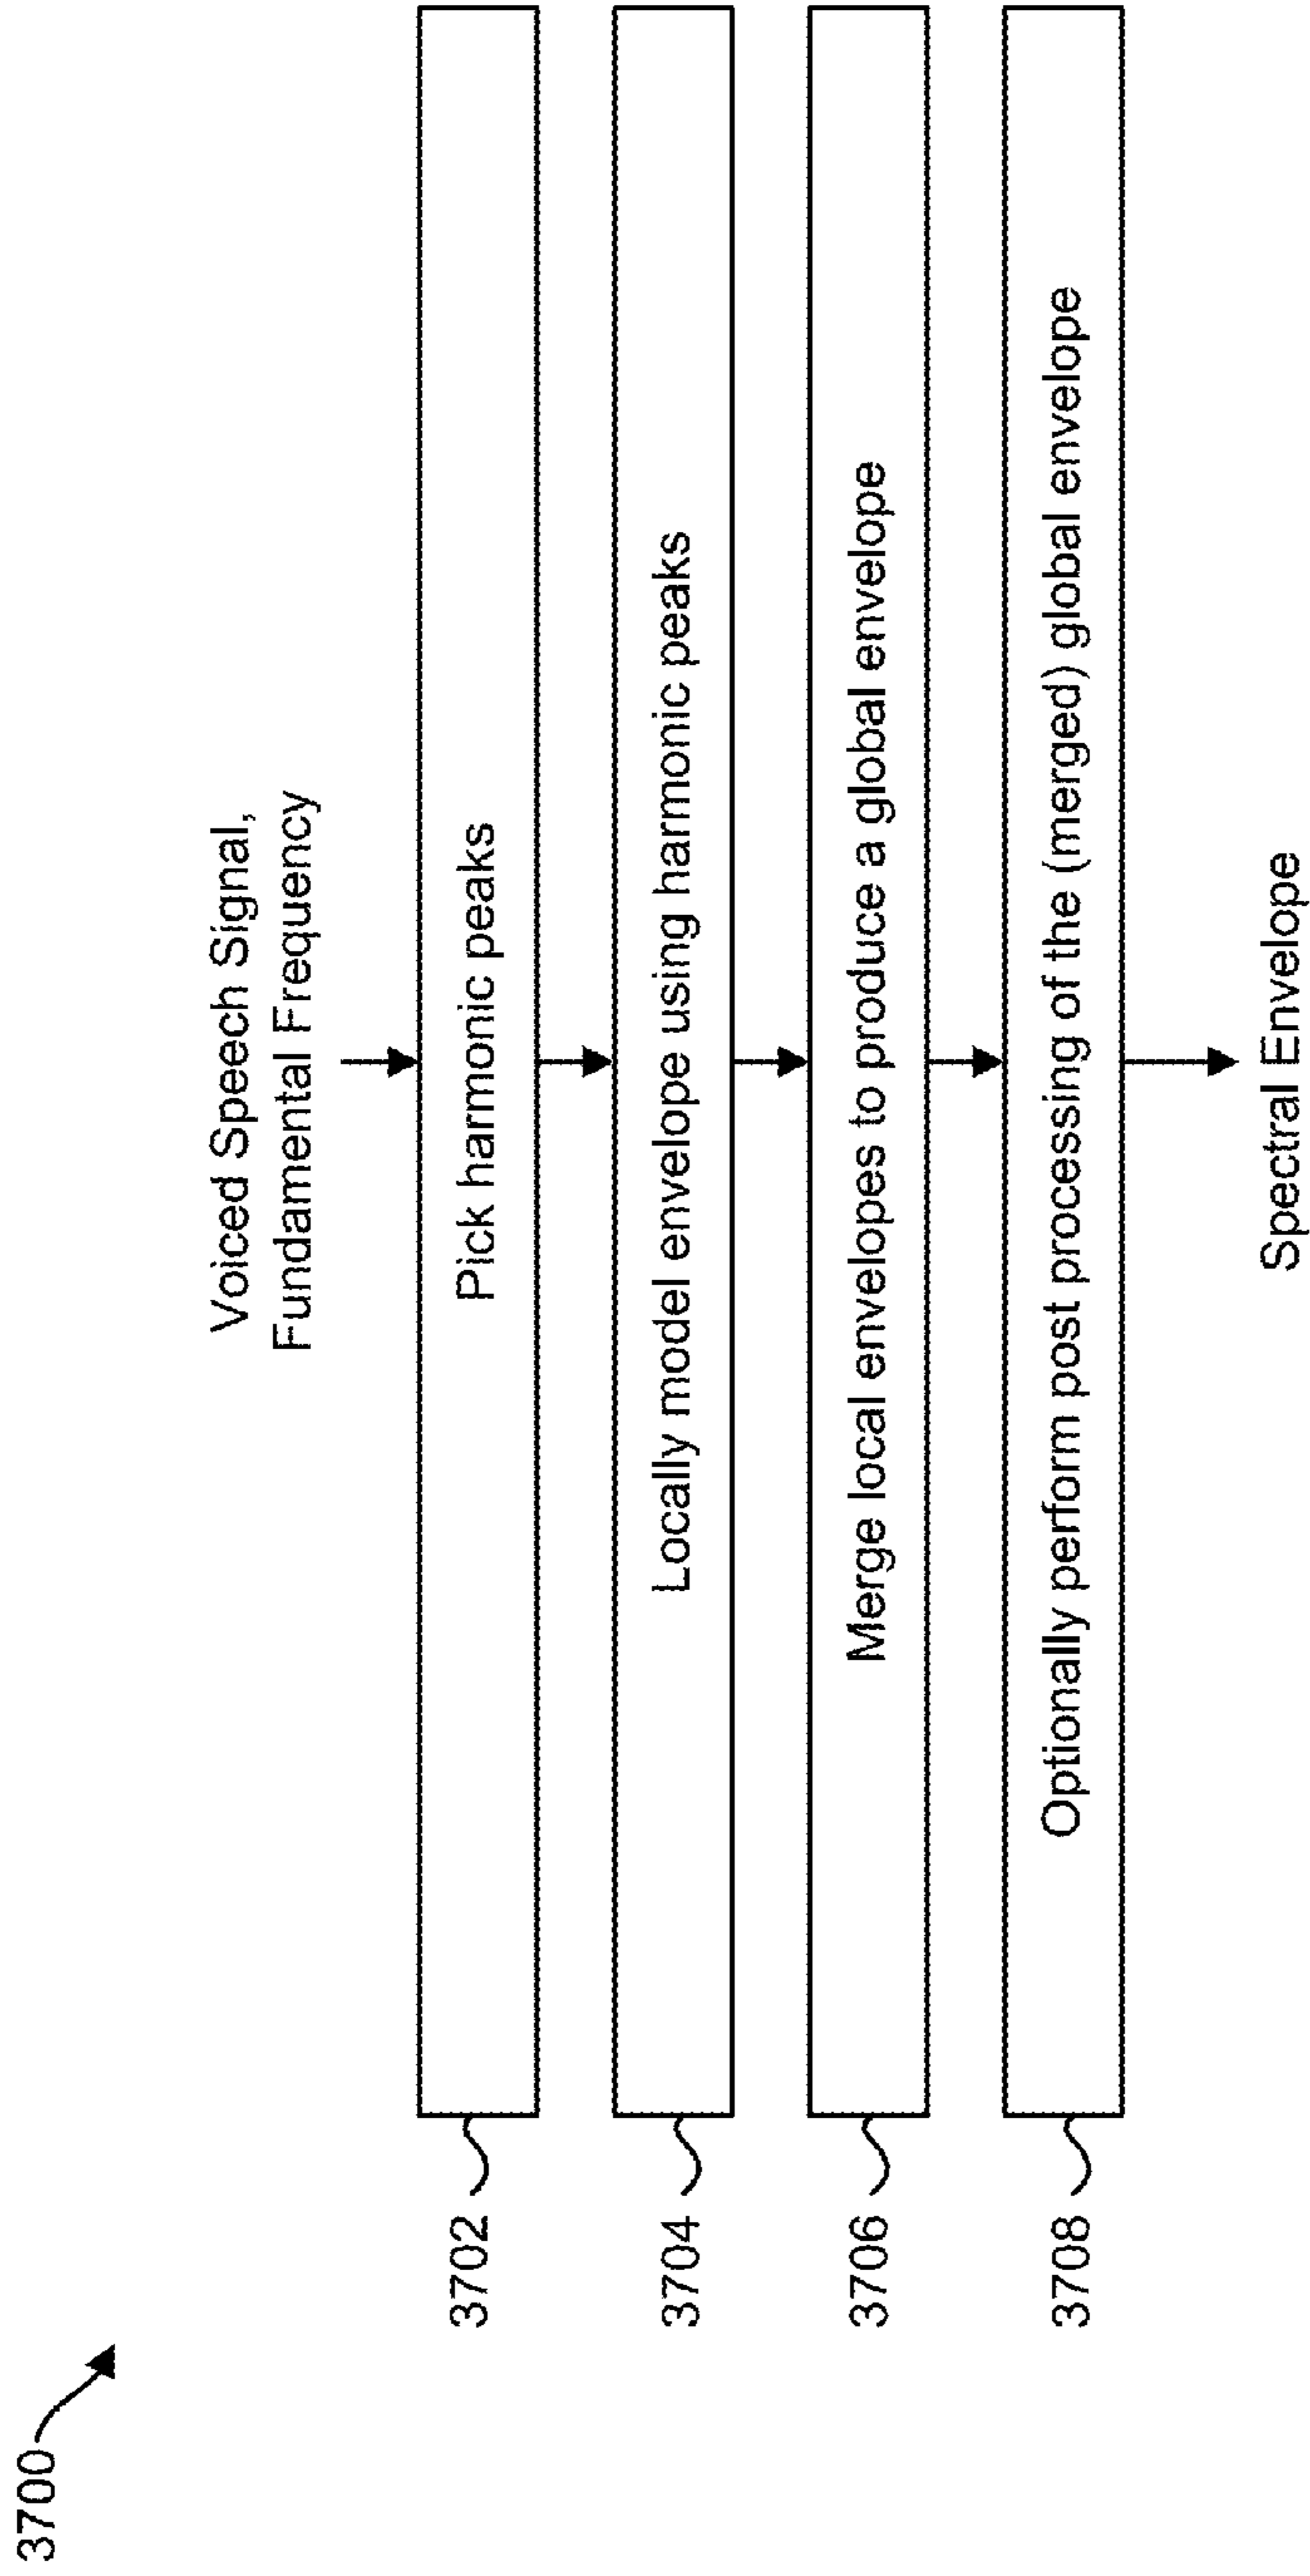 3700
Voiced Speech Signal,
Fundamental Frequency
3702
Pick harmonic peaks
3704
Locally model envelope using harmonic peaks
3706
Merge local envelopes to produce a global envelope
3708
Optionally perform post processing of the (merged) global envelope
Spectral Envelope